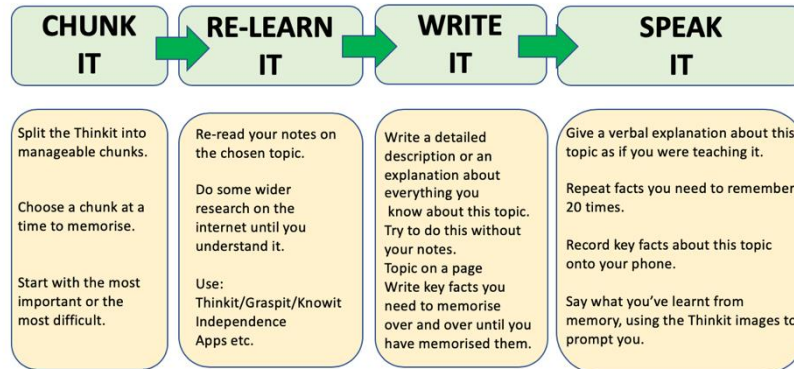 CHUNK
IT
RE-LEARN
IT
WRITE
IT
SPEAK
IT
Split the Thinkit into
manageable chunks.
Choose a chunk at a
time to memorise.
Start with the most
important or the
most difficult.
Re-read your notes on
the chosen topic.
Do some wider
research on the
internet until you
understand it.
Use:
Thinkit/Graspit/Knowit
Independence
Apps etc.
Write a detailed
description or an
explanation about
everything you
know about this topic.
Try to do this without
your notes.
Topic on a page
Write key facts you
need to memorise
over and over until you
have memorised them.
Give a verbal explanation about this
topic as if you were teaching it.
Repeat facts you need to remember
20 times.
Record key facts about this topic
onto your phone.
Say what you've learnt from
memory, using the Thinkit images to
prompt you.